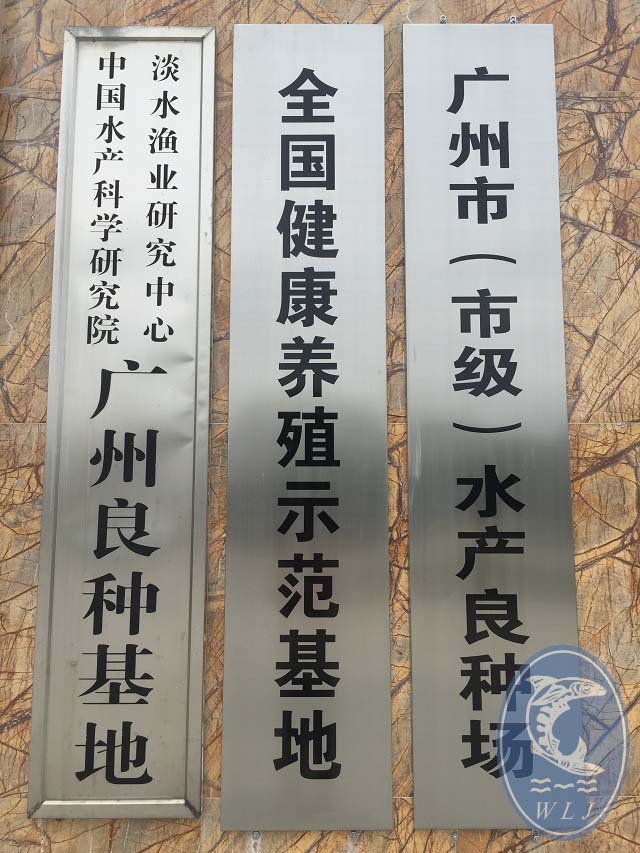 中国水产科学研究院
淡水渔业研究中心
广州良种基地
全国健康养殖示范基地
广州市（市级）水产良种场